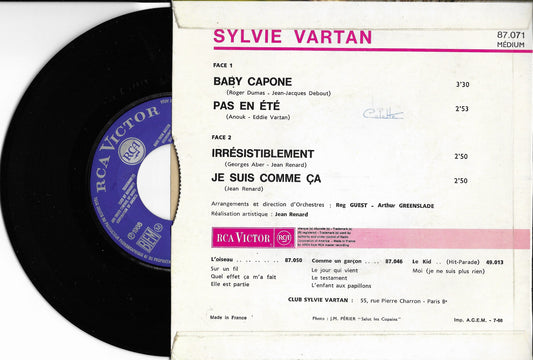 SYLVIE VARTAN
87.071
MÉDIUM
FACE 1
BABY CAPONE 3'30
(Roger Dumas - Jean-Jacques Debout)
PAS EN ÉTÉ 2'53
(Anouk - Eddie Vartan)
Colette
FACE 2
IRRÉSISTIBLEMENT 2'50
(Georges Aber - Jean Renard)
JE SUIS COMME ÇA 2'50
(Jean Renard)
Arrangements et direction d'Orchestres : Reg GUEST - Arthur GREENSLADE
Réalisation artistique : Jean Renard
RCA VICTOR RCA
L'oiseau . . . . . . . . 87.050
Sur un fil
Quel effet ça m'a fait
Elle est partie
Comme un garçon . . . . 87.046
Le jour qui vient
Le testament
L'enfant aux papillons
Le Kid . . (Hit-Parade) 49.013
Moi (je ne suis plus rien)
CLUB SYLVIE VARTAN : 55, rue Pierre Charron - Paris 8e
Made in France
Photo : J.M. PÉRIER "Salut les Copains"
Imp. A.G.E.M. - 7-68
RCA VICTOR
RCA
BIEM